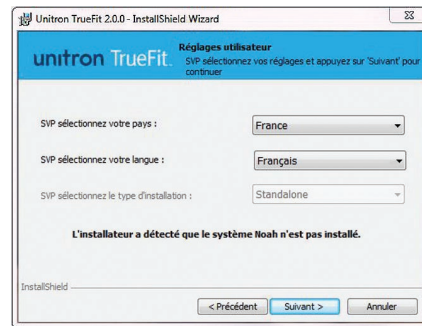 Unitron TrueFit 2.0.0 - InstallShield Wizard
unitron TrueFit.
Réglages utilisateur
SVP sélectionnez vos réglages et appuyez sur 'Suivant' pour
continuer
SVP sélectionnez votre pays :
France
SVP sélectionnez votre langue :
Français
SVP sélectionnez le type d'installation :
Standalone
L'installateur a détecté que le système Noah n'est pas installé.
InstallShield
< Précédent
Suivant >
Annuler